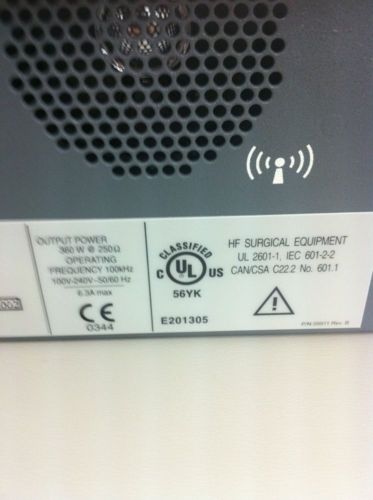 OUTPUT POWER
360 W @ 250Ω
OPERATING
FREQUENCY 100kHz
100V-240V~50/60 Hz
6.3A max
CE
0344
CLASSIFIED
C UL US
56YK
E201305
HF SURGICAL EQUIPMENT
UL 2601-1, IEC 601-2-2
CAN/CSA C22.2 No. 601.1